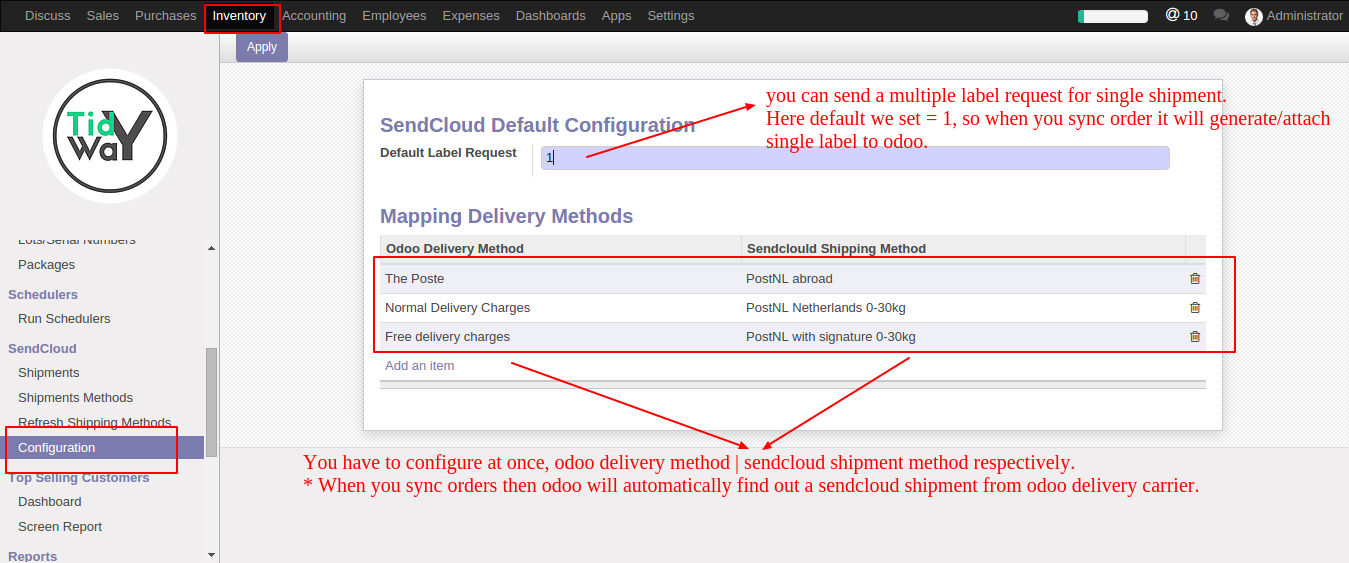 Discuss Sales Purchases Inventory Accounting Employees Expenses Dashboards Apps Settings @ 10 Administrator
Apply
Tidy
Way
Lots/Serial Numbers
Packages
Schedulers
Run Schedulers
SendCloud
Shipments
Shipments Methods
Refresh Shipping Methods
Configuration
Top Selling Customers
Dashboard
Screen Report
Reports
you can send a multiple label request for single shipment.
Here default we set = 1, so when you sync order it will generate/attach
single label to odoo.
SendCloud Default Configuration
Default Label Request 1
Mapping Delivery Methods
Odoo Delivery Method Sendclould Shipping Method
The Poste PostNL abroad
Normal Delivery Charges PostNL Netherlands 0-30kg
Free delivery charges PostNL with signature 0-30kg
Add an item
You have to configure at once, odoo delivery method | sendcloud shipment method respectively.
* When you sync orders then odoo will automatically find out a sendcloud shipment from odoo delivery carrier.